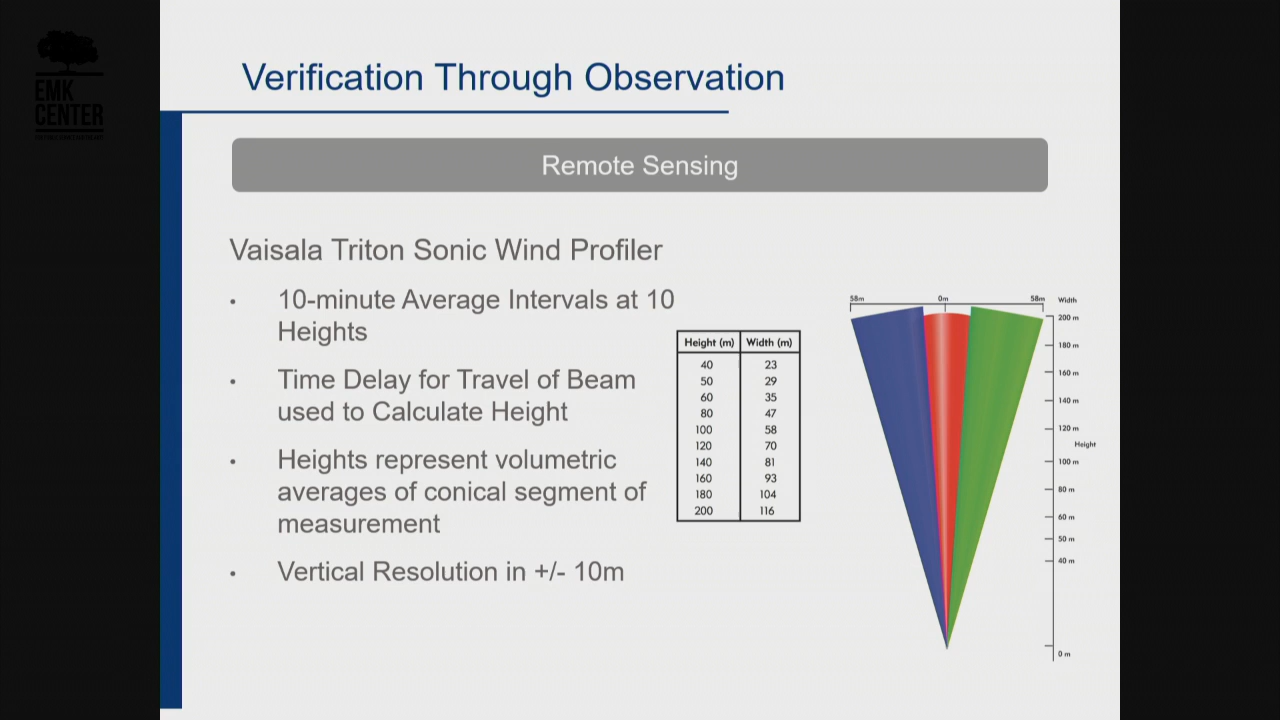 EMK
CENTER
Verification Through Observation
Remote Sensing
Vaisala Triton Sonic Wind Profiler
• 10-minute Average Intervals at 10
Heights
• Time Delay for Travel of Beam
used to Calculate Height
• Heights represent volumetric
averages of conical segment of
measurement
• Vertical Resolution in +/- 10m
Height (m) Width (m)
40 23
50 29
60 35
80 47
100 58
120 70
140 81
160 93
180 104
200 116
58m 0m 58m Width
200 m
180 m
160 m
140 m
120 m
Height
100 m
80 m
60 m
50 m
40 m
0 m